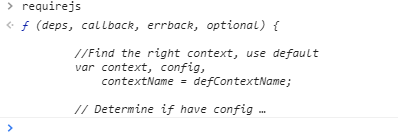 > requirejs
< ƒ (deps, callback, errback, optional) {
//Find the right context, use default
var context, config,
contextName = defContextName;
// Determine if have config …
>